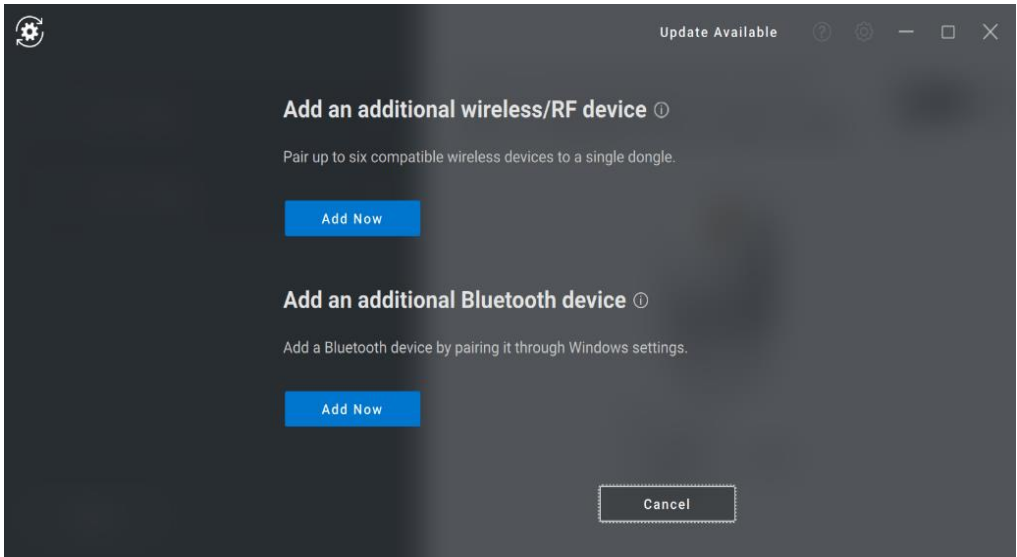 Update Available
Add an additional wireless/RF device
Pair up to six compatible wireless devices to a single dongle.
Add Now
Add an additional Bluetooth device
Add a Bluetooth device by pairing it through Windows settings.
Add Now
Cancel